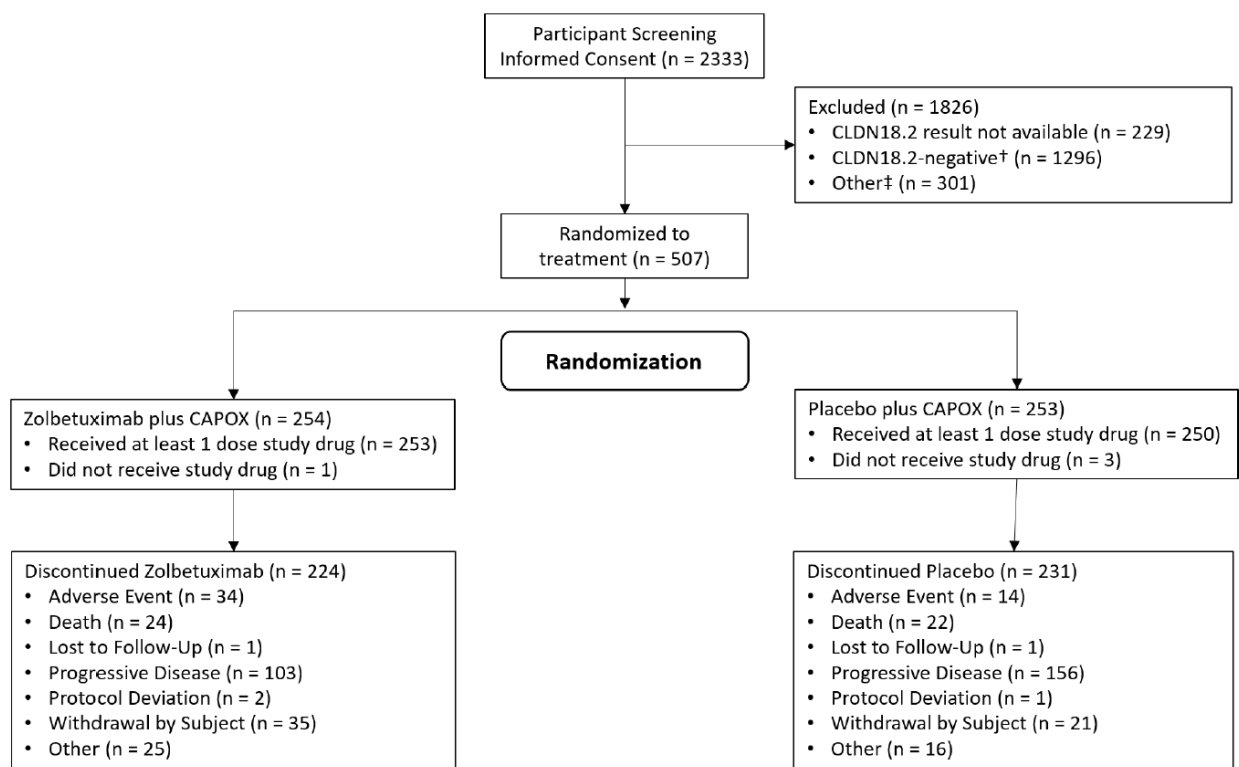 Participant Screening
Informed Consent (n = 2333)
Excluded (n = 1826)
• CLDN18.2 result not available (n = 229)
• CLDN18.2-negative† (n = 1296)
• Other‡ (n = 301)
Randomized to
treatment (n = 507)
Randomization
Zolbetuximab plus CAPOX (n = 254)
• Received at least 1 dose study drug (n = 253)
• Did not receive study drug (n = 1)
Placebo plus CAPOX (n = 253)
• Received at least 1 dose study drug (n = 250)
• Did not receive study drug (n = 3)
Discontinued Zolbetuximab (n = 224)
• Adverse Event (n = 34)
• Death (n = 24)
• Lost to Follow-Up (n = 1)
• Progressive Disease (n = 103)
• Protocol Deviation (n = 2)
• Withdrawal by Subject (n = 35)
• Other (n = 25)
Discontinued Placebo (n = 231)
• Adverse Event (n = 14)
• Death (n = 22)
• Lost to Follow-Up (n = 1)
• Progressive Disease (n = 156)
• Protocol Deviation (n = 1)
• Withdrawal by Subject (n = 21)
• Other (n = 16)